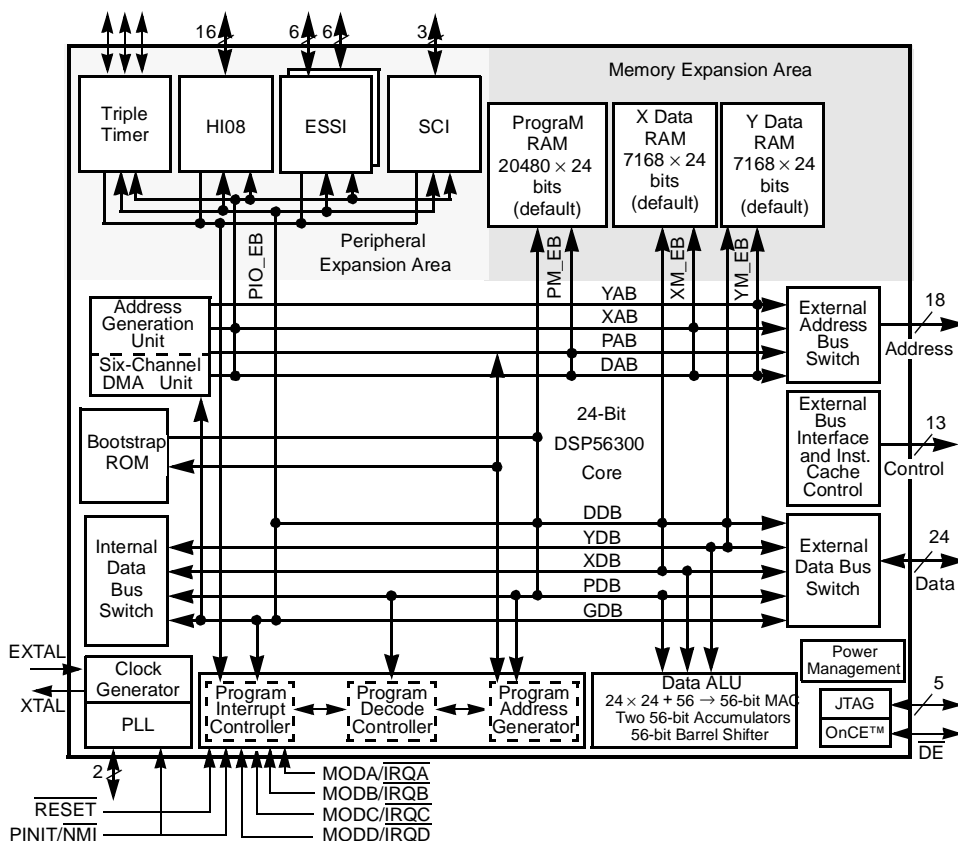 16
6
6
3
Memory Expansion Area
Triple
Timer
HI08
ESSI
SCI
PrograM
RAM
20480 × 24
bits
(default)
X Data
RAM
7168 × 24
bits
(default)
Y Data
RAM
7168 × 24
bits
(default)
Peripheral
Expansion Area
PIO_EB
PM_EB
XM_EB
YM_EB
Address
Generation
Unit
Six-Channel
DMA Unit
YAB
XAB
PAB
DAB
External
Address
Bus
Switch
18
Address
Bootstrap
ROM
24-Bit
DSP56300
Core
External
Bus
Interface
and Inst.
Cache
Control
13
Control
Internal
Data
Bus
Switch
DDB
YDB
XDB
PDB
GDB
External
Data Bus
Switch
24
Data
EXTAL
XTAL
Clock
Generator
PLL
Program
Interrupt
Controller
Program
Decode
Controller
Program
Address
Generator
Data ALU
24 × 24 + 56 → 56-bit MAC
Two 56-bit Accumulators
56-bit Barrel Shifter
Power
Management
JTAG
OnCE™
5
DE
2
RESET
PINIT/NMI
MODA/IRQA
MODB/IRQB
MODC/IRQC
MODD/IRQD